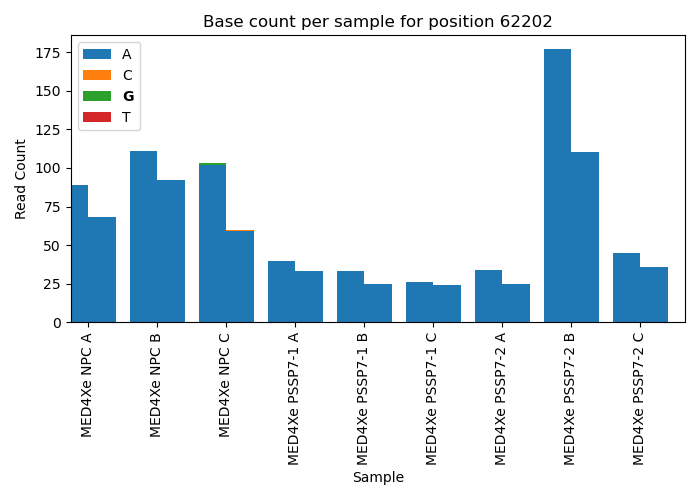 Base count per sample for position 62202
A
C
G
T
Read Count
175
150
125
100
75
50
25
0
MED4Xe NPC A
MED4Xe NPC B
MED4Xe NPC C
MED4Xe PSSP7-1 A
MED4Xe PSSP7-1 B
MED4Xe PSSP7-1 C
MED4Xe PSSP7-2 A
MED4Xe PSSP7-2 B
MED4Xe PSSP7-2 C
Sample